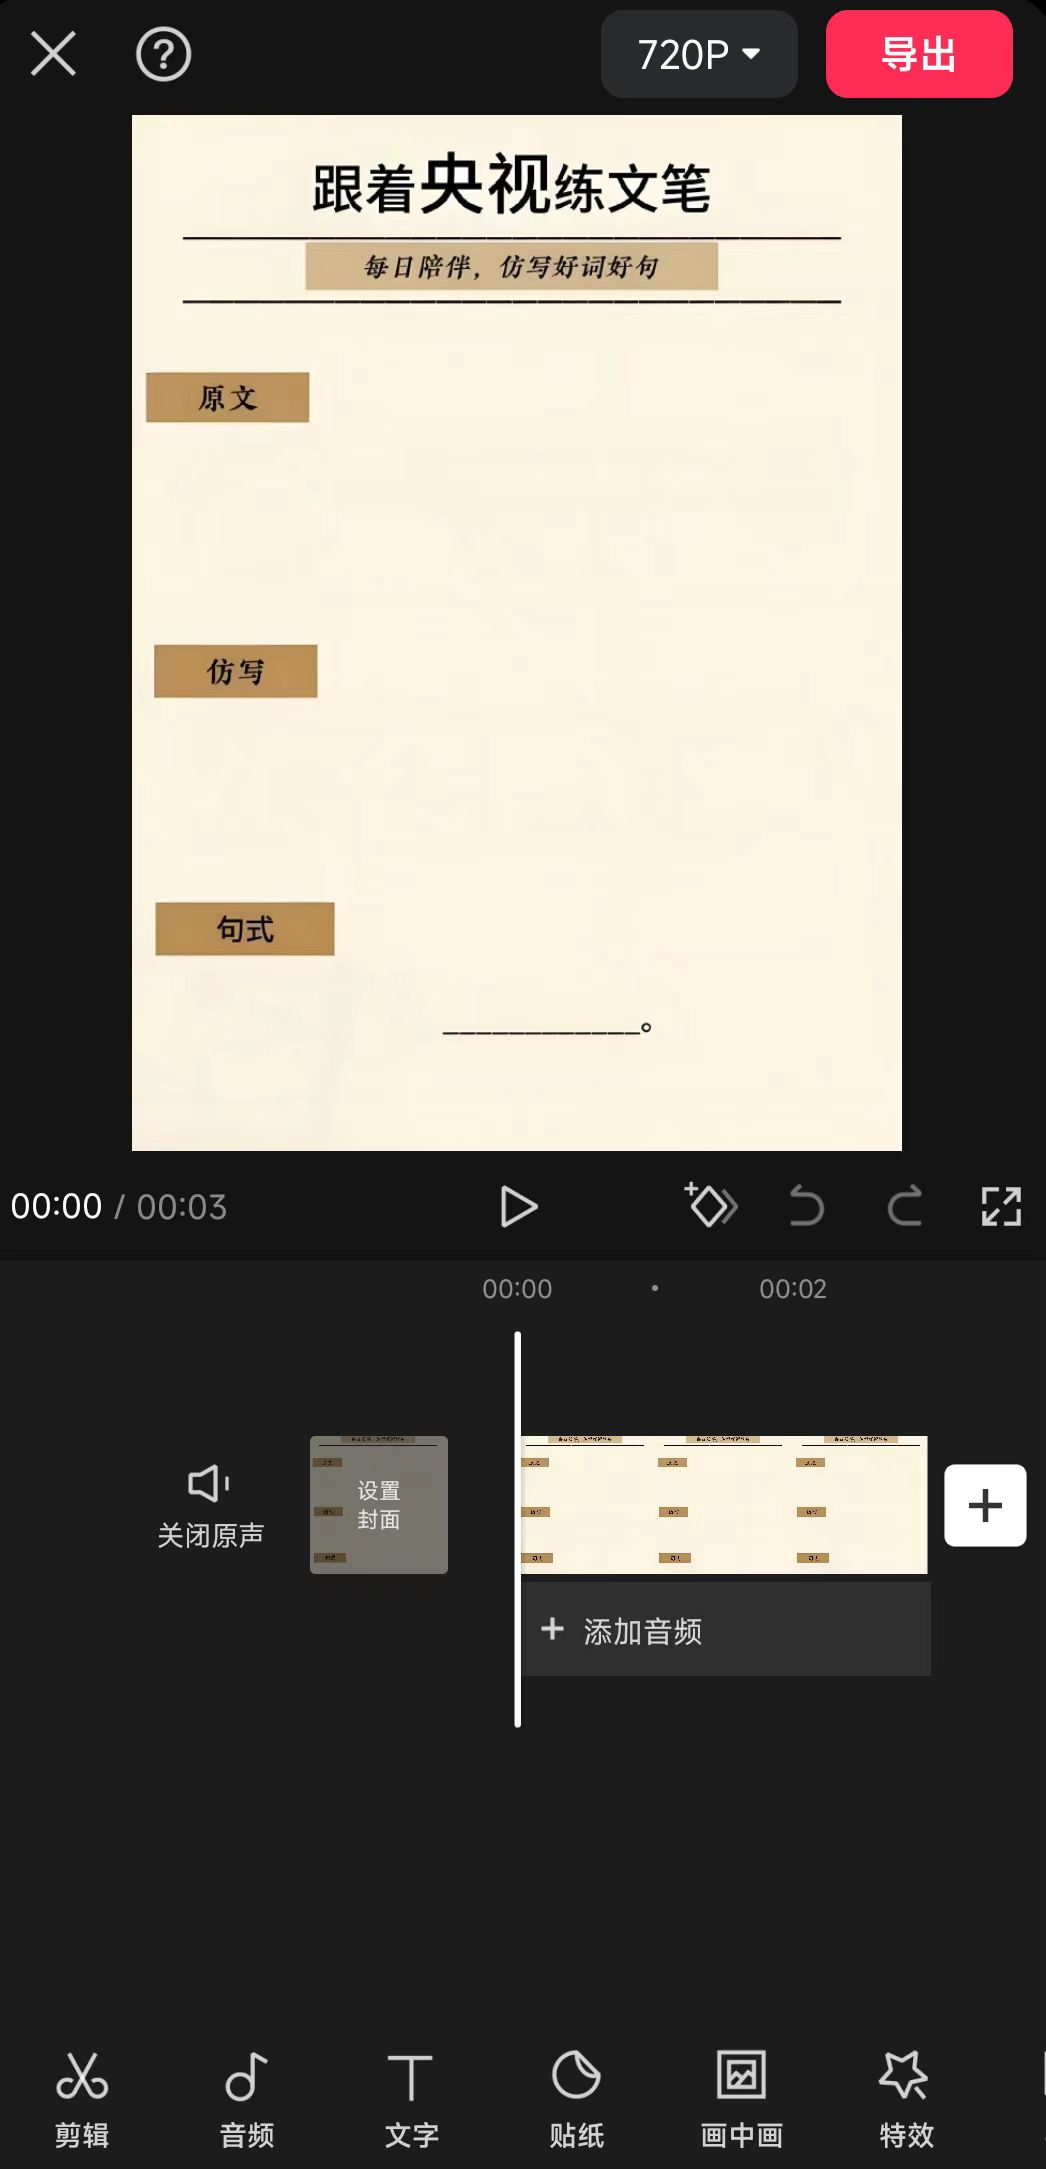 720P
导出
跟着央视练文笔
每日陪伴，仿写好词好句
原文
仿写
句式
____________。
00:00 / 00:03
00:00 · 00:02
关闭原声
设置
封面
+ 添加音频
剪辑 音频 文字 贴纸 画中画 特效